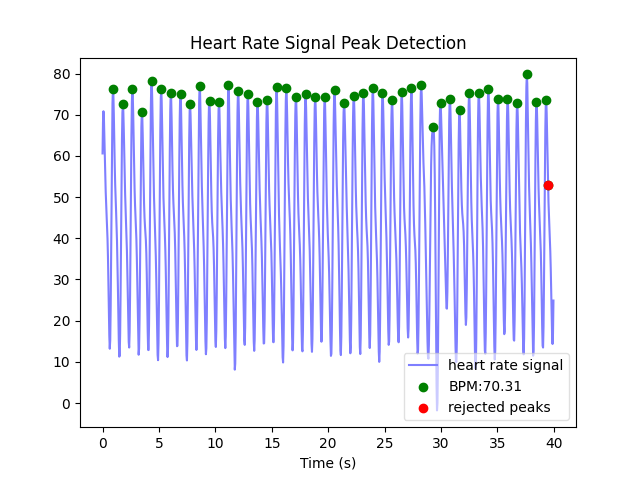 Heart Rate Signal Peak Detection
80
70
60
50
40
30
20
10
0
heart rate signal
BPM:70.31
rejected peaks
0 5 10 15 20 25 30 35 40
Time (s)